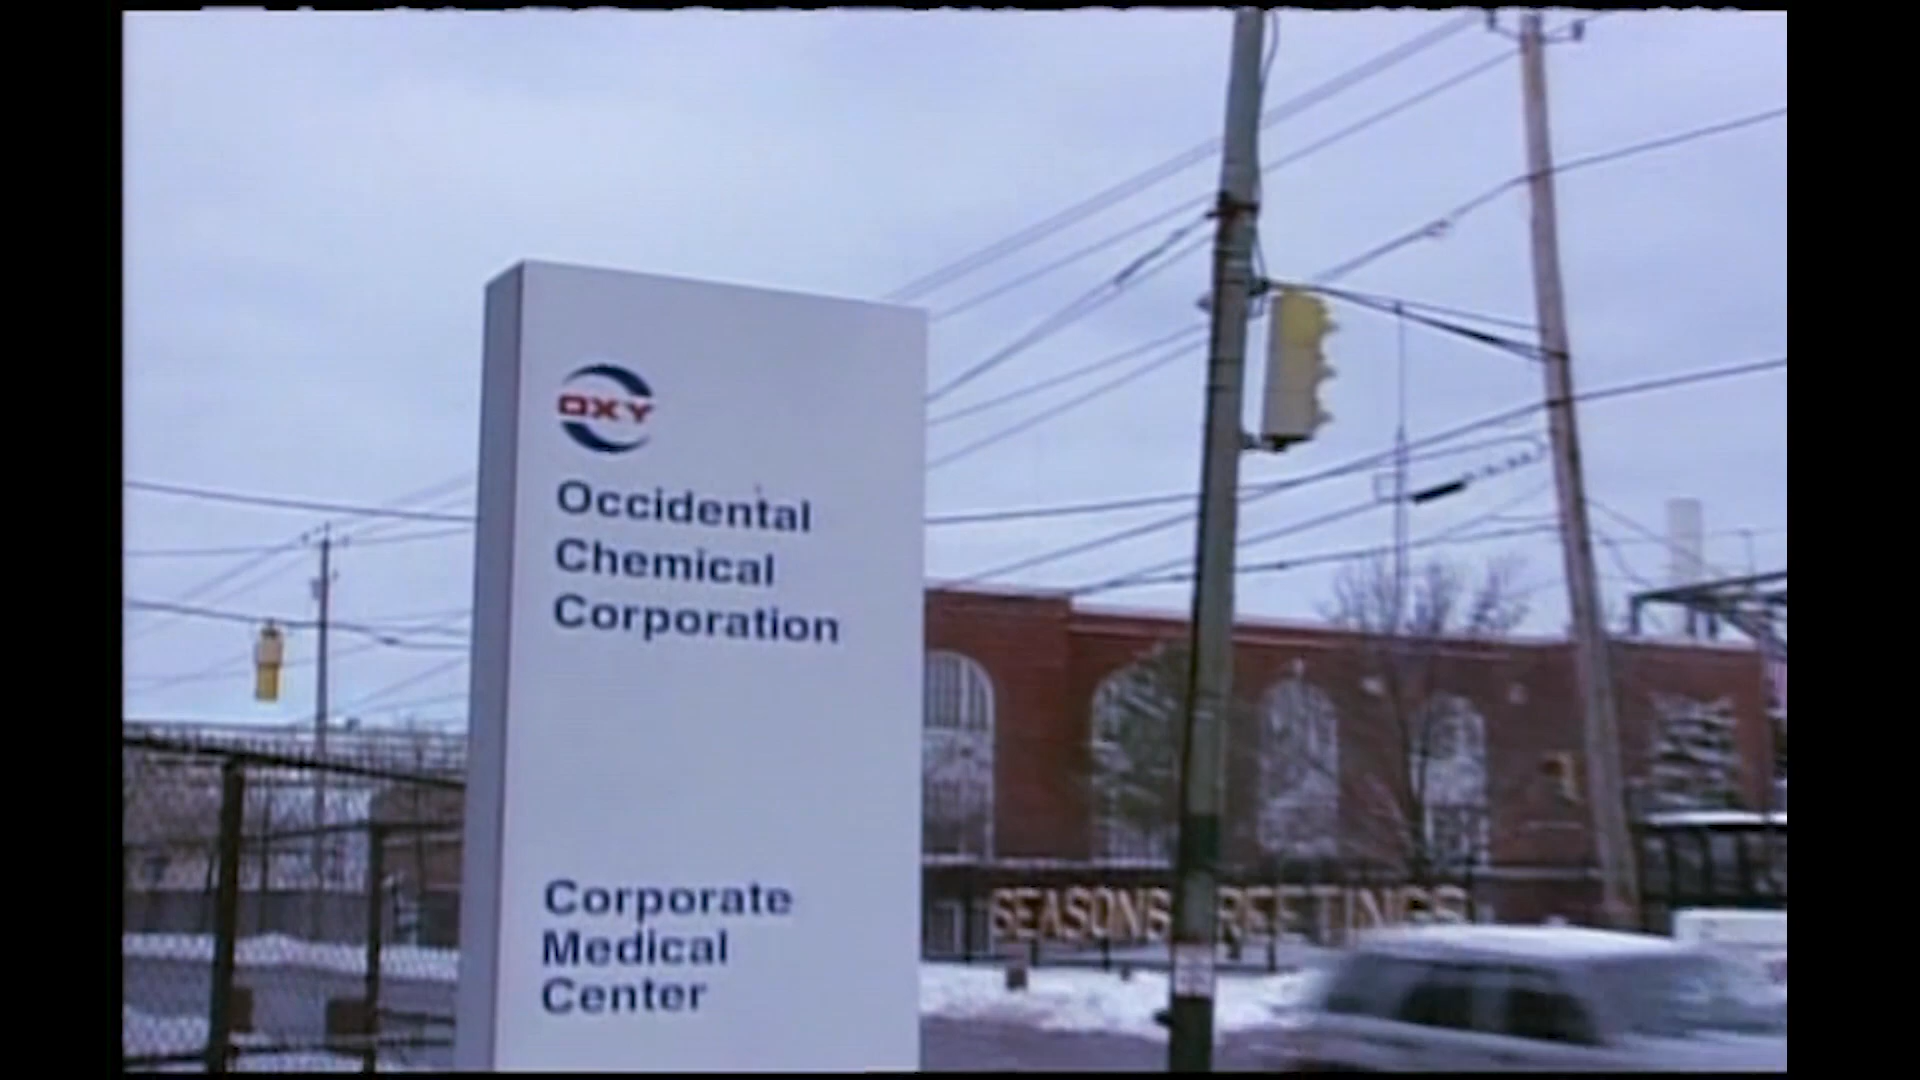 OXY
Occidental
Chemical
Corporation
Corporate
Medical
Center
SEASONS GREETINGS